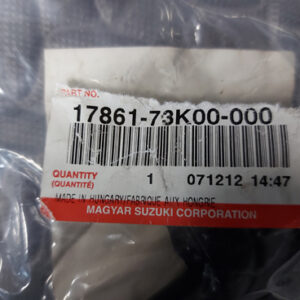 PART NO.
17861-73K00-000
QUANTITY 1 071212 14:47
(QUANTITÉ)
MADE IN HUNGARY/FABRIQUE AUX HONGRIE
MAGYAR SUZUKI CORPORATION